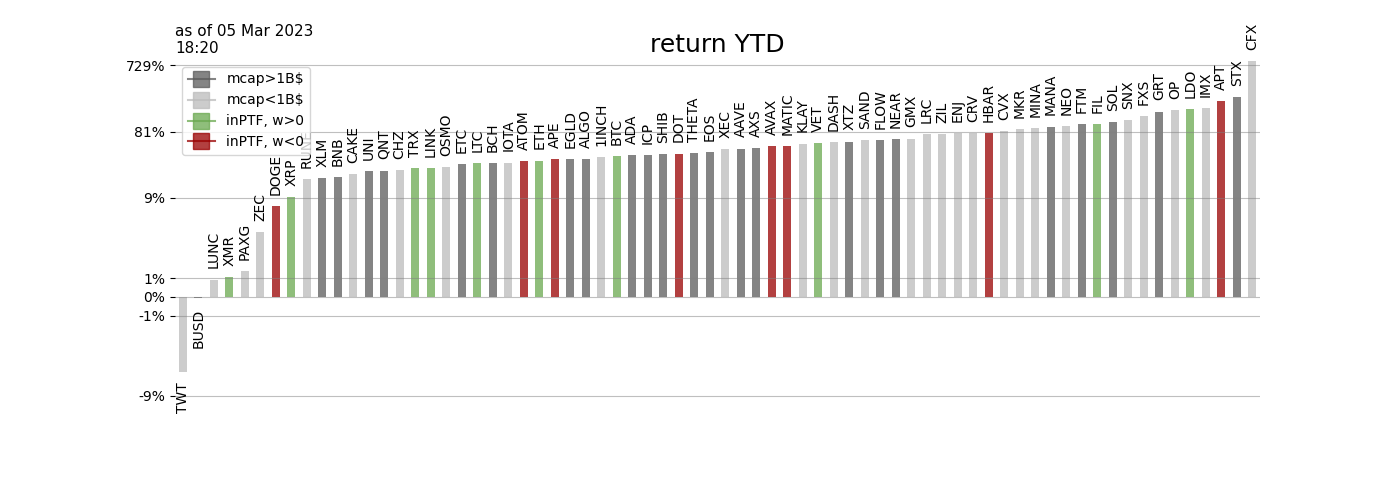 as of 05 Mar 2023
18:20
return YTD
729%
81%
9%
1%
0%
-1%
-9%
mcap>1B$
mcap<1B$
inPTF, w>0
inPTF, w<0
TWT
BUSD
LUNC
XMR
PAXG
ZEC
DOGE
XRP
RUNE
XLM
BNB
CAKE
UNI
QNT
CHZ
TRX
LINK
OSMO
ETC
LTC
BCH
IOTA
ATOM
ETH
APE
EGLD
ALGO
1INCH
BTC
ADA
ICP
SHIB
DOT
THETA
EOS
XEC
AAVE
AXS
AVAX
MATIC
KLAY
VET
DASH
XTZ
SAND
FLOW
NEAR
GMX
LRC
ZIL
ENJ
CRV
HBAR
CVX
MKR
MINA
MANA
NEO
FTM
FIL
SOL
SNX
FXS
GRT
OP
LDO
IMX
APT
STX
CFX